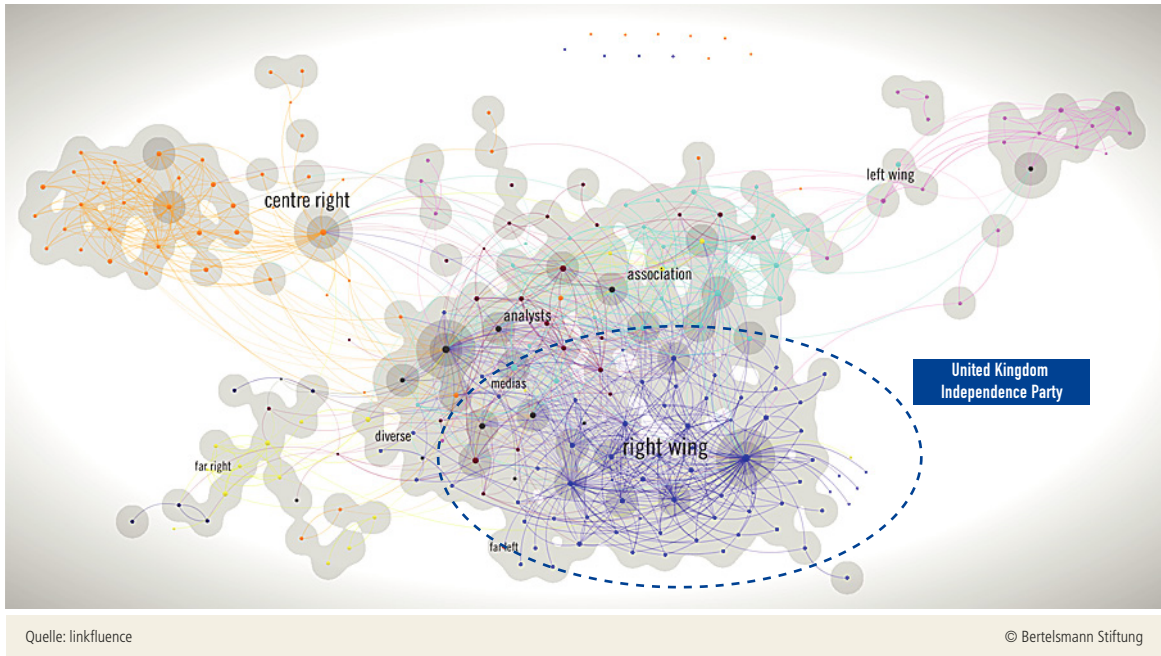 left wing
centre right
association
analysts
United Kingdom
Independence Party
medias
diverse
right wing
far right
far left
Quelle: linkfluence
© Bertelsmann Stiftung